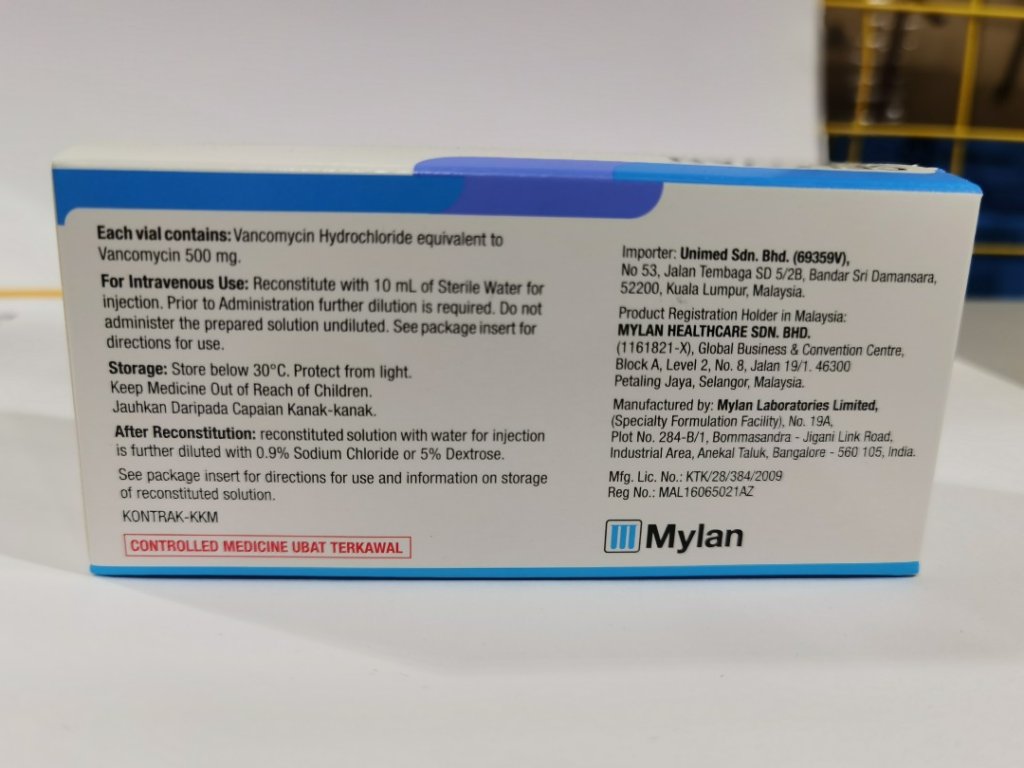 Each vial contains: Vancomycin Hydrochloride equivalent to
Vancomycin 500 mg.
For Intravenous Use: Reconstitute with 10 mL of Sterile Water for
injection. Prior to Administration further dilution is required. Do not
administer the prepared solution undiluted. See package insert for
directions for use.
Storage: Store below 30°C. Protect from light.
Keep Medicine Out of Reach of Children.
Jauhkan Daripada Capaian Kanak-kanak.
After Reconstitution: reconstituted solution with water for injection
is further diluted with 0.9% Sodium Chloride or 5% Dextrose.
See package insert for directions for use and information on storage
of reconstituted solution.
KONTRAK-KKM
CONTROLLED MEDICINE UBAT TERKAWAL
Importer: Unimed Sdn. Bhd. (69359V),
No 53, Jalan Tembaga SD 5/2B, Bandar Sri Damansara,
52200, Kuala Lumpur, Malaysia.
Product Registration Holder in Malaysia:
MYLAN HEALTHCARE SDN. BHD.
(1161821-X), Global Business & Convention Centre,
Block A, Level 2, No. 8, Jalan 19/1. 46300
Petaling Jaya, Selangor, Malaysia.
Manufactured by: Mylan Laboratories Limited,
(Specialty Formulation Facility), No. 19A,
Plot No. 284-B/1, Bommasandra - Jigani Link Road,
Industrial Area, Anekal Taluk, Bangalore - 560 105, India.
Mfg. Lic. No.: KTK/28/384/2009
Reg No.: MAL16065021AZ
Mylan